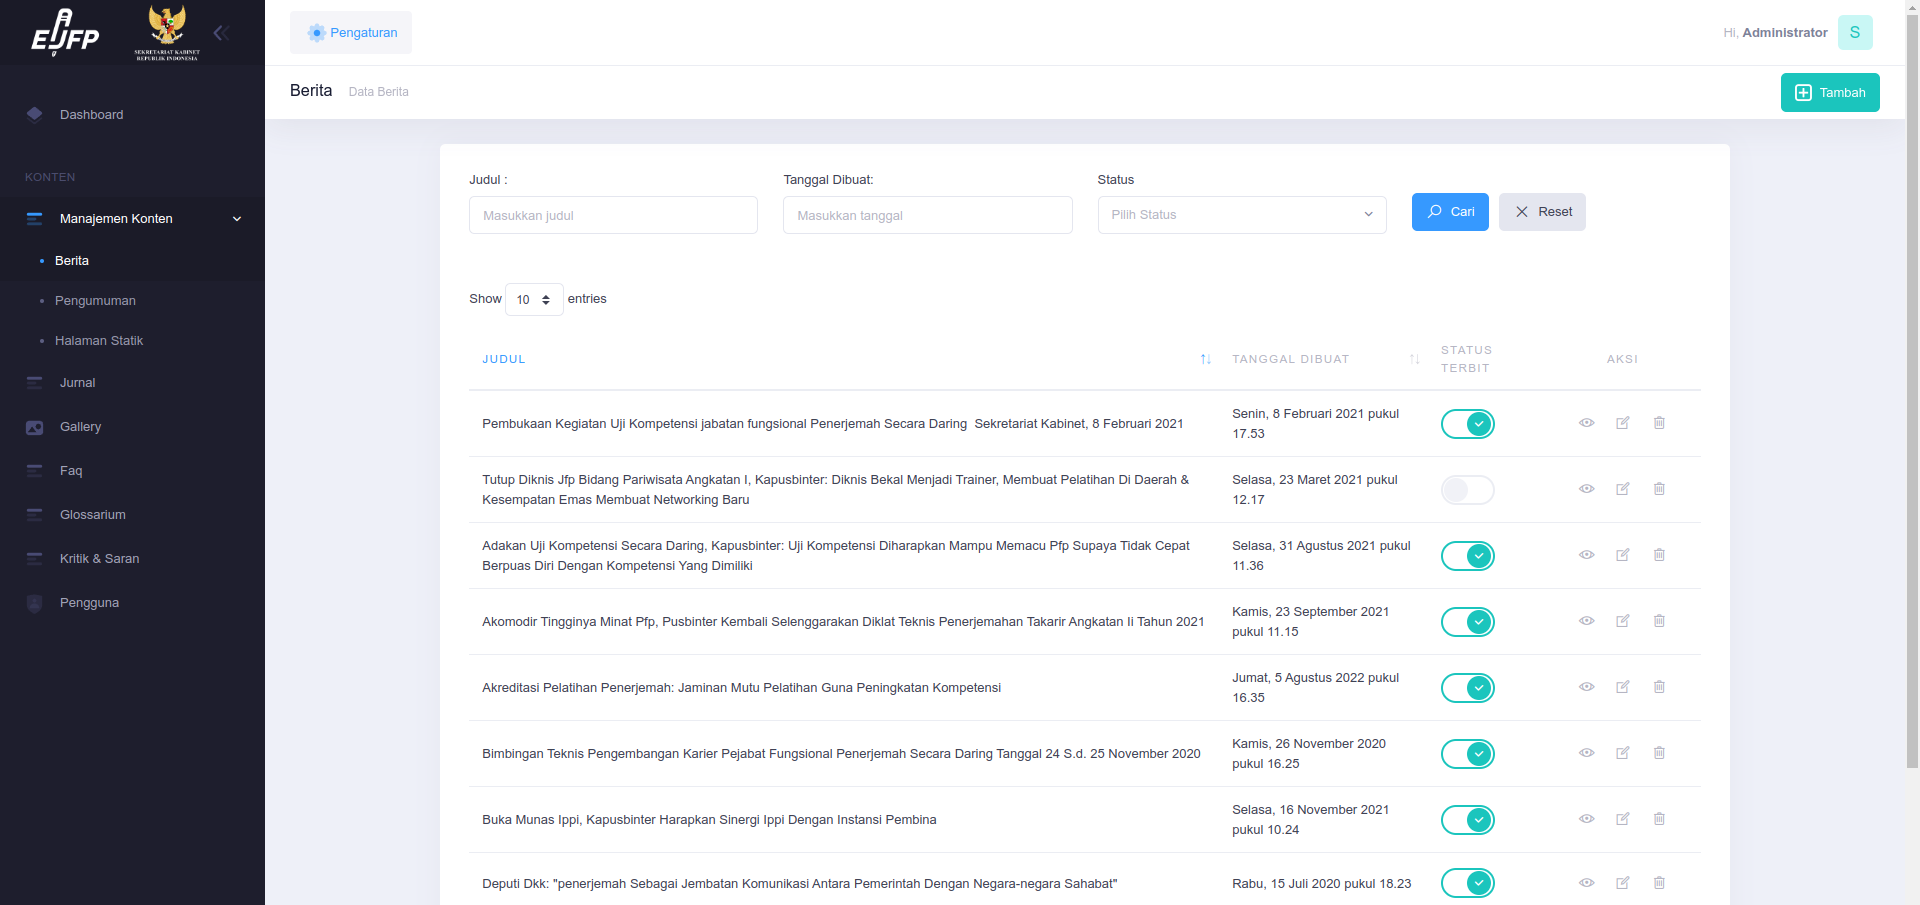 EJFP
SEKRETARIAT KABINET
REPUBLIK INDONESIA
Pengaturan
Hi, Administrator
S
Berita
Data Berita
Tambah
Dashboard
KONTEN
Manajemen Konten
Berita
Pengumuman
Halaman Statik
Jurnal
Gallery
Faq
Glossarium
Kritik & Saran
Pengguna
Judul :
Masukkan judul
Tanggal Dibuat:
Masukkan tanggal
Status
Pilih Status
Cari
Reset
Show 10 entries
JUDUL
TANGGAL DIBUAT
STATUS
TERBIT
AKSI
Pembukaan Kegiatan Uji Kompetensi jabatan fungsional Penerjemah Secara Daring  Sekretariat Kabinet, 8 Februari 2021
Senin, 8 Februari 2021 pukul
17.53
Tutup Diknis Jfp Bidang Pariwisata Angkatan I, Kapusbinter: Diknis Bekal Menjadi Trainer, Membuat Pelatihan Di Daerah &
Kesempatan Emas Membuat Networking Baru
Selasa, 23 Maret 2021 pukul
12.17
Adakan Uji Kompetensi Secara Daring, Kapusbinter: Uji Kompetensi Diharapkan Mampu Memacu Pfp Supaya Tidak Cepat
Berpuas Diri Dengan Kompetensi Yang Dimiliki
Selasa, 31 Agustus 2021 pukul
11.36
Akomodir Tingginya Minat Pfp, Pusbinter Kembali Selenggarakan Diklat Teknis Penerjemahan Takarir Angkatan Ii Tahun 2021
Kamis, 23 September 2021
pukul 11.15
Akreditasi Pelatihan Penerjemah: Jaminan Mutu Pelatihan Guna Peningkatan Kompetensi
Jumat, 5 Agustus 2022 pukul
16.35
Bimbingan Teknis Pengembangan Karier Pejabat Fungsional Penerjemah Secara Daring Tanggal 24 S.d. 25 November 2020
Kamis, 26 November 2020
pukul 16.25
Buka Munas Ippi, Kapusbinter Harapkan Sinergi Ippi Dengan Instansi Pembina
Selasa, 16 November 2021
pukul 10.24
Deputi Dkk: "penerjemah Sebagai Jembatan Komunikasi Antara Pemerintah Dengan Negara-negara Sahabat"
Rabu, 15 Juli 2020 pukul 18.23